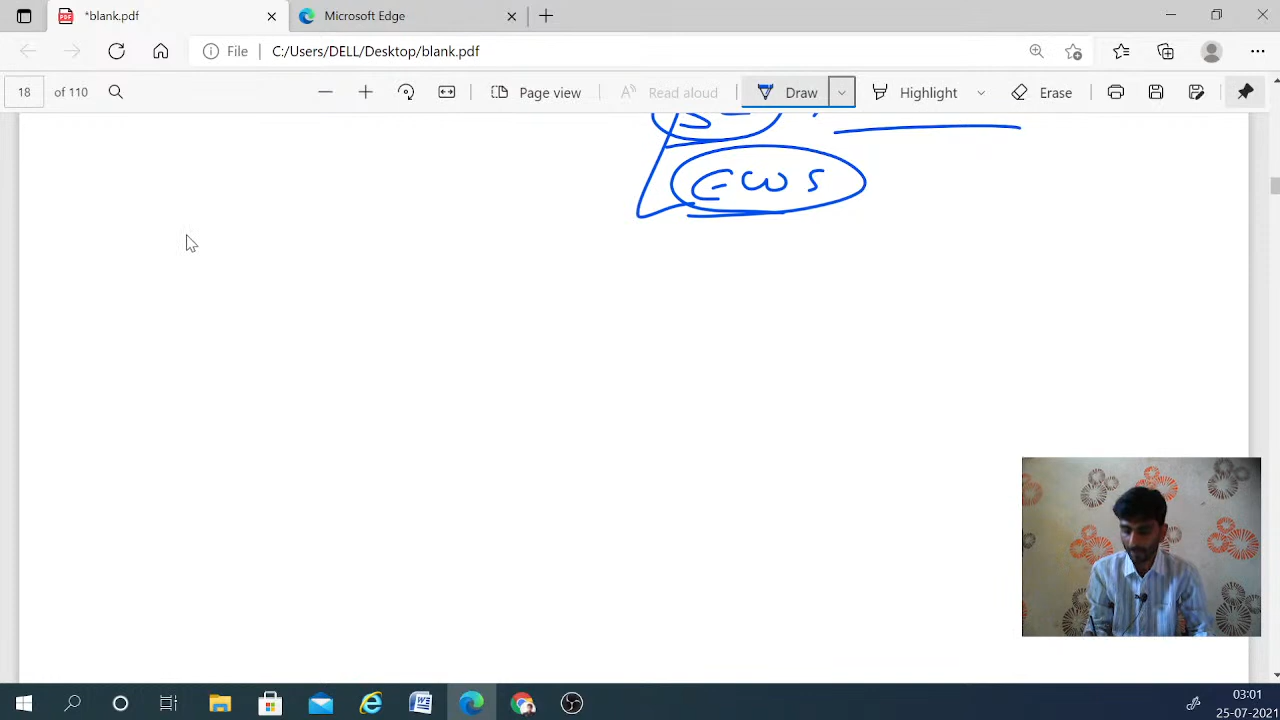 *blank.pdf
Microsoft Edge
File
C:/Users/DELL/Desktop/blank.pdf
18 of 110
Page view
Read aloud
Draw
Highlight
Erase
EWS
03:01
25-07-2021